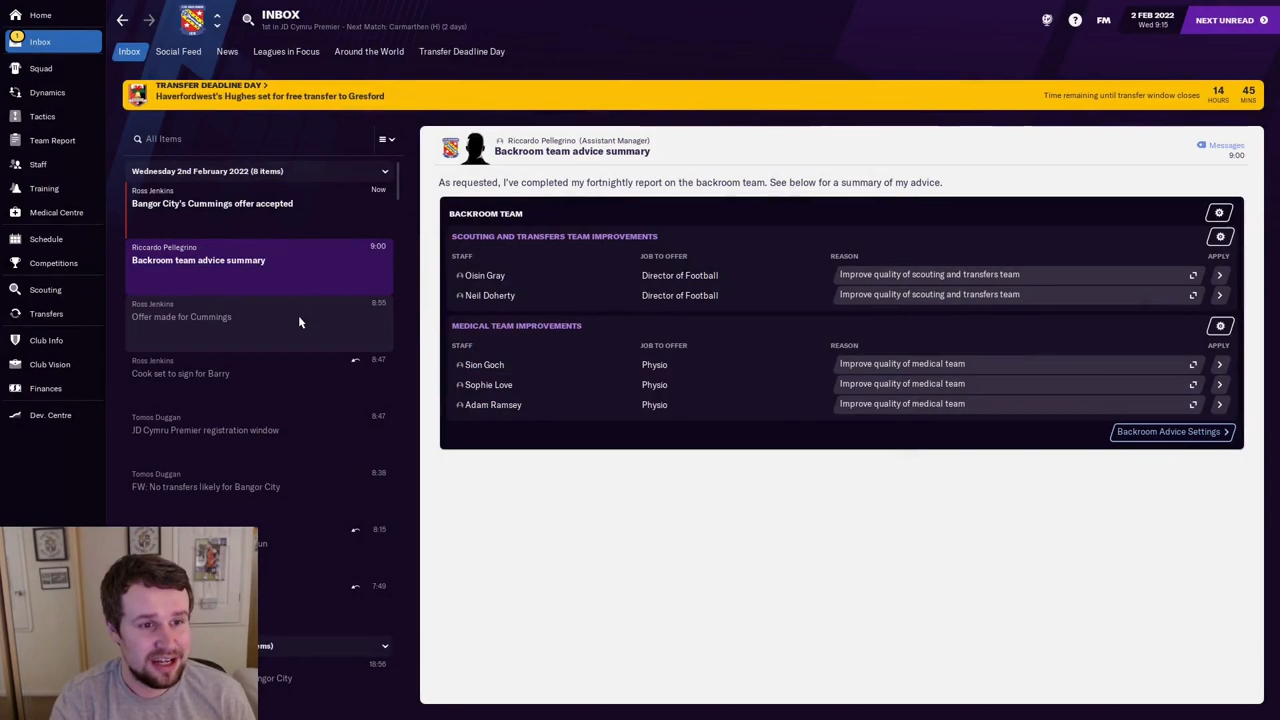 Home
Inbox
1
Squad
Dynamics
Tactics
Team Report
Staff
Training
Medical Centre
Schedule
Competitions
Scouting
Transfers
Club Info
Club Vision
Finances
Dev. Centre
INBOX
1st in JD Cymru Premier - Next Match: Carmarthen (H) (2 days)
FM
2 FEB 2022
Wed 9:15
NEXT UNREAD
Inbox Social Feed News Leagues in Focus Around the World Transfer Deadline Day
TRANSFER DEADLINE DAY >
Haverfordwest's Hughes set for free transfer to Gresford
Time remaining until transfer window closes
14 HOURS
45 MINS
All Items
Wednesday 2nd February 2022 (8 items)
Ross Jenkins Now
Bangor City's Cummings offer accepted
Riccardo Pellegrino 9:00
Backroom team advice summary
Ross Jenkins 8:55
Offer made for Cummings
Ross Jenkins 8:47
Cook set to sign for Barry
Tomos Duggan 8:47
JD Cymru Premier registration window
Tomos Duggan 8:38
FW: No transfers likely for Bangor City
8:15
un
7:49
ems)
18:56
ngor City
Riccardo Pellegrino (Assistant Manager)
Backroom team advice summary
Messages
9:00
As requested, I've completed my fortnightly report on the backroom team. See below for a summary of my advice.
BACKROOM TEAM
SCOUTING AND TRANSFERS TEAM IMPROVEMENTS
STAFF JOB TO OFFER REASON APPLY
Oisin Gray Director of Football Improve quality of scouting and transfers team
Neil Doherty Director of Football Improve quality of scouting and transfers team
MEDICAL TEAM IMPROVEMENTS
STAFF JOB TO OFFER REASON APPLY
Sion Goch Physio Improve quality of medical team
Sophie Love Physio Improve quality of medical team
Adam Ramsey Physio Improve quality of medical team
Backroom Advice Settings >